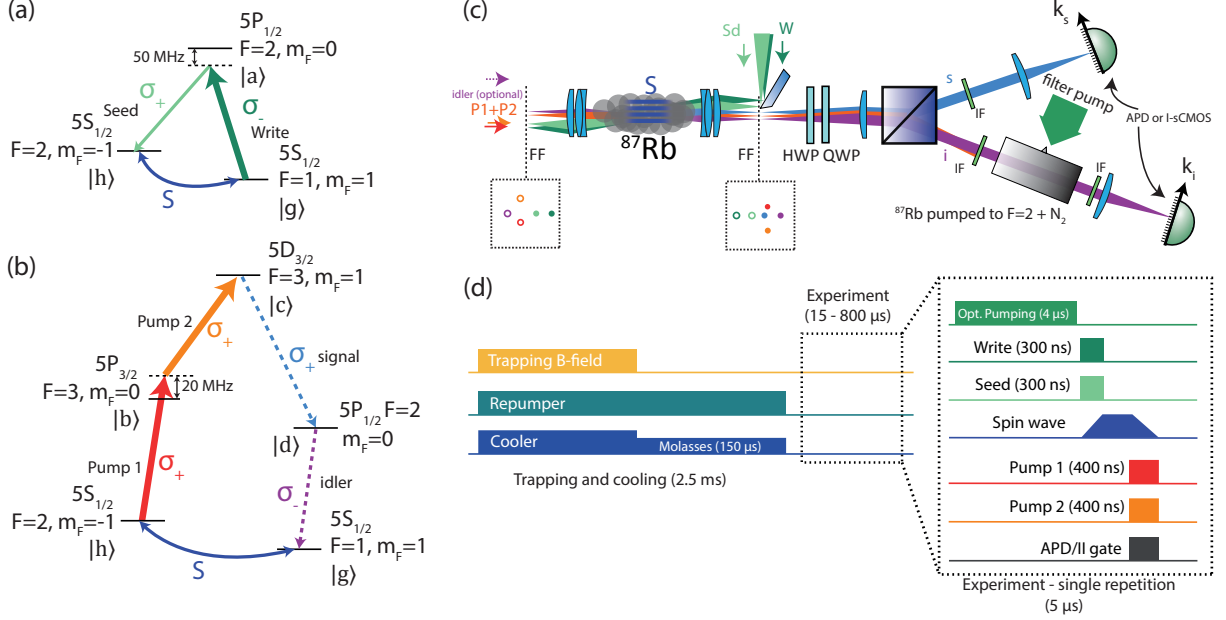 (a)
5P1/2
F=2, mF=0
50 MHz
|a⟩
σ+
σ-
Seed
Write
5S1/2
F=2, mF=-1
|h⟩
5S1/2
F=1, mF=1
|g⟩
S
(b)
5D3/2
F=3, mF=1
|c⟩
Pump 2
σ+
σ+
signal
5P3/2
F=3, mF=0
20 MHz
|b⟩
5P1/2 F=2
mF=0
|d⟩
Pump 1
σ+
idler
σ-
5S1/2
F=2, mF=-1
|h⟩
5S1/2
F=1, mF=1
|g⟩
S
(c)
Sd
W
idler (optional)
P1+P2
S
87Rb
FF
FF
HWP
QWP
s
i
IF
IF
IF
filter pump
ks
ki
APD or I-sCMOS
87Rb pumped to F=2 + N2
(d)
Trapping B-field
Repumper
Cooler
Molasses (150 μs)
Trapping and cooling (2.5 ms)
Experiment
(15 - 800 μs)
Opt. Pumping (4 μs)
Write (300 ns)
Seed (300 ns)
Spin wave
Pump 1 (400 ns)
Pump 2 (400 ns)
APD/II gate
Experiment - single repetition
(5 μs)